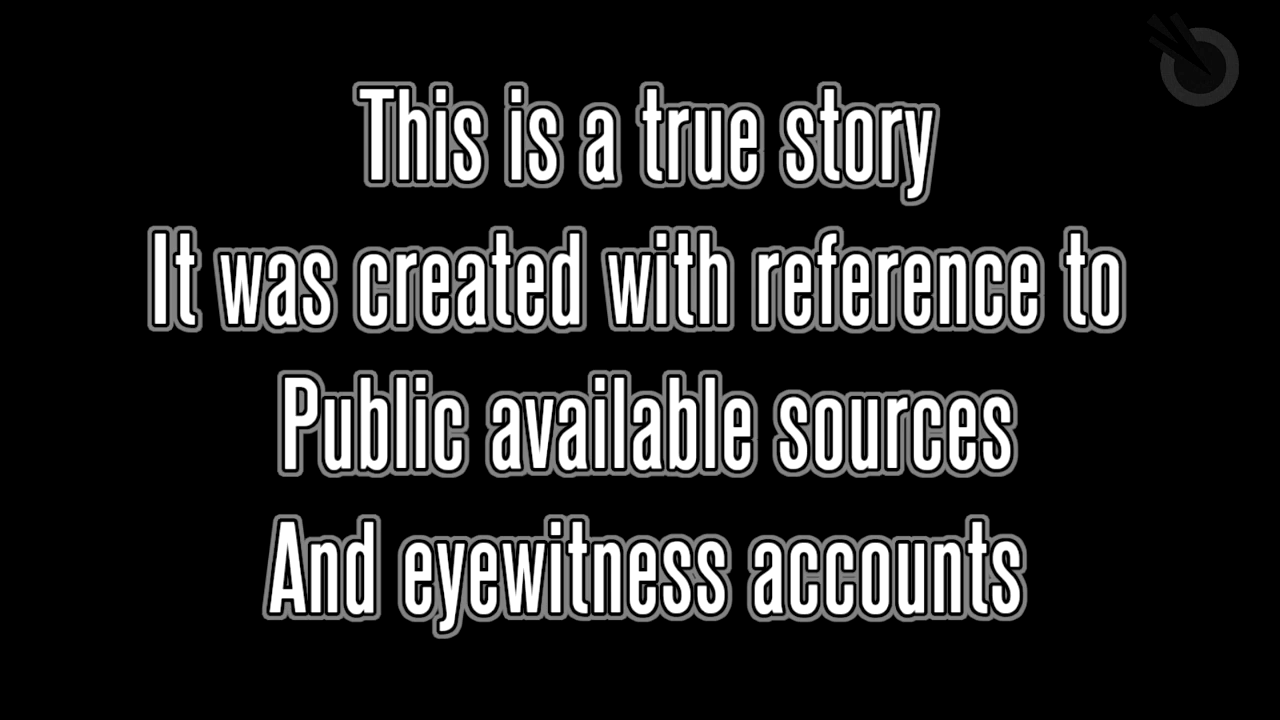 This is a true story
It was created with reference to
Public available sources
And eyewitness accounts